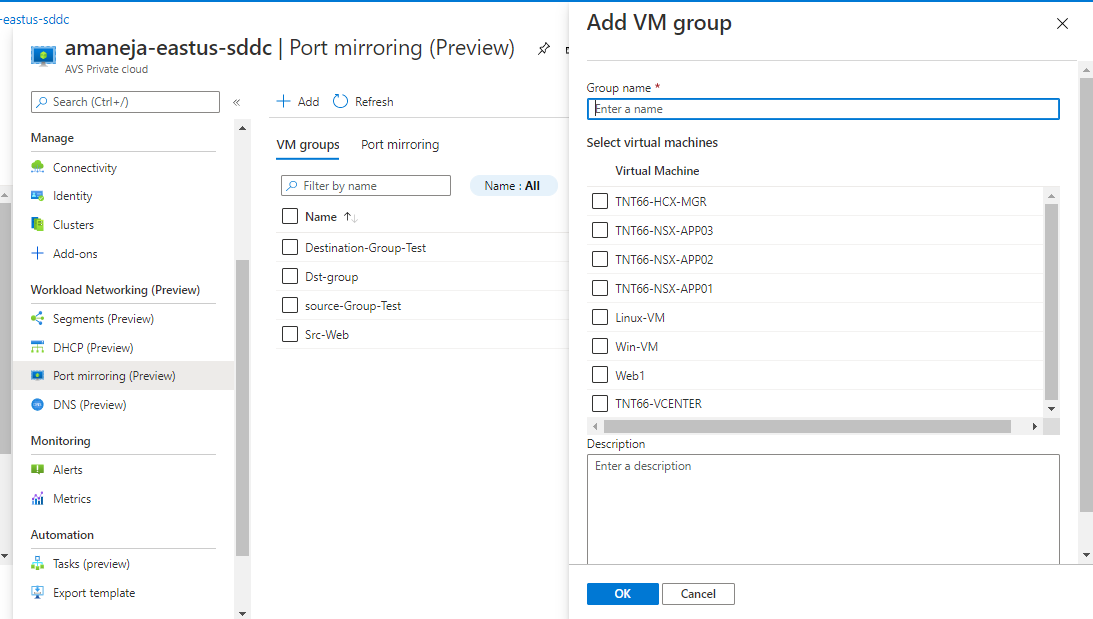 -eastus-sddc
amaneja-eastus-sddc | Port mirroring (Preview)
AVS Private cloud
Search (Ctrl+/)
«
Manage
Connectivity
Identity
Clusters
Add-ons
Workload Networking (Preview)
Segments (Preview)
DHCP (Preview)
Port mirroring (Preview)
DNS (Preview)
Monitoring
Alerts
Metrics
Automation
Tasks (preview)
Export template
Add Refresh
VM groups Port mirroring
Filter by name Name : All
Name ↑↓
Destination-Group-Test
Dst-group
source-Group-Test
Src-Web
Add VM group
Group name *
Enter a name
Select virtual machines
Virtual Machine
TNT66-HCX-MGR
TNT66-NSX-APP03
TNT66-NSX-APP02
TNT66-NSX-APP01
Linux-VM
Win-VM
Web1
TNT66-VCENTER
Description
Enter a description
OK Cancel